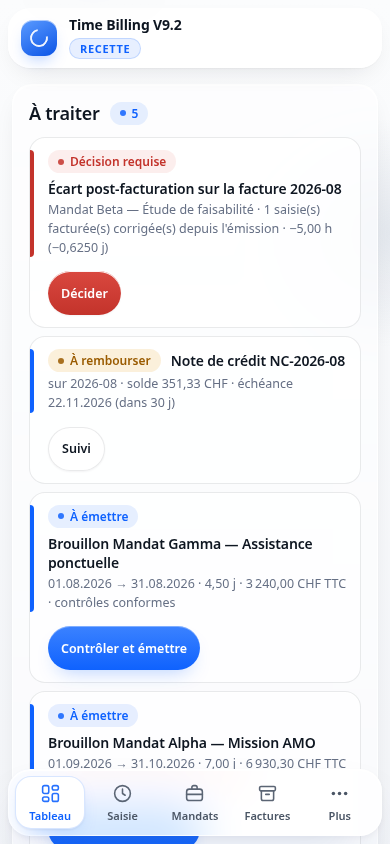 Time Billing V9.2
RECETTE
À traiter
5
Décision requise
Écart post-facturation sur la facture 2026-08
Mandat Beta — Étude de faisabilité · 1 saisie(s)
facturée(s) corrigée(s) depuis l'émission · −5,00 h
(−0,6250 j)
Décider
À rembourser
Note de crédit NC-2026-08
sur 2026-08 · solde 351,33 CHF · échéance
22.11.2026 (dans 30 j)
Suivi
À émettre
Brouillon Mandat Gamma — Assistance
ponctuelle
01.08.2026 → 31.08.2026 · 4,50 j · 3 240,00 CHF TTC
· contrôles conformes
Contrôler et émettre
À émettre
Brouillon Mandat Alpha — Mission AMO
01.09.2026 → 31.10.2026 · 7,00 j · 6 930,30 CHF TTC
Tableau
Saisie
Mandats
Factures
Plus